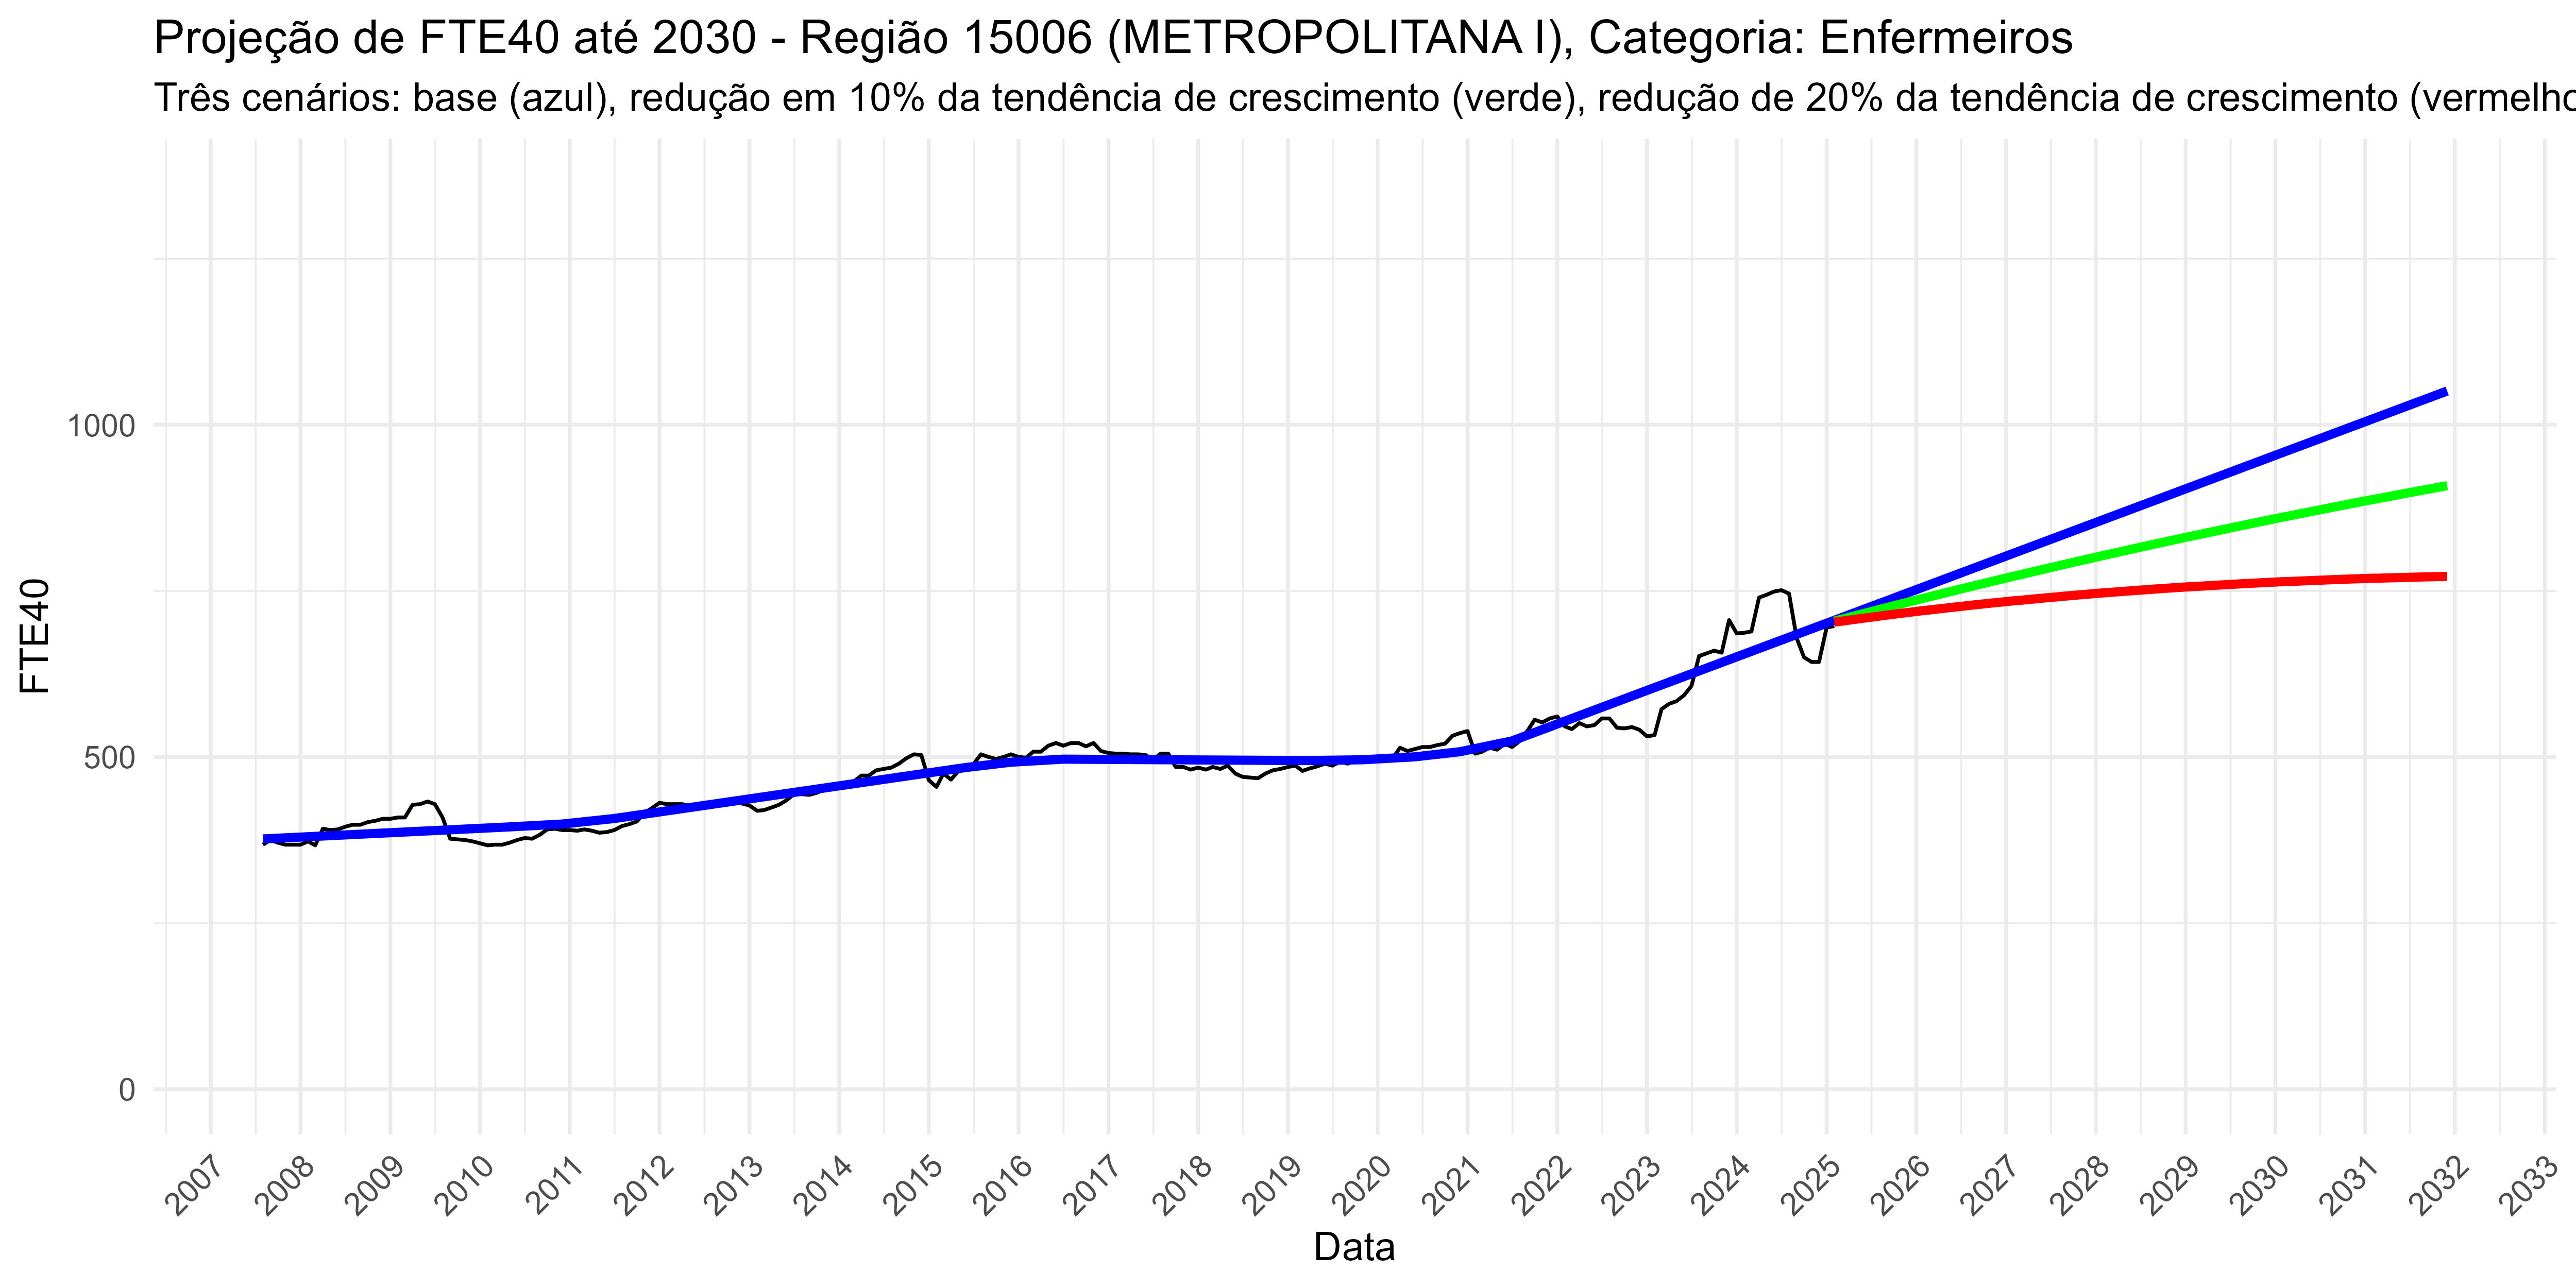 Projeção de FTE40 até 2030 - Região 15006 (METROPOLITANA I), Categoria: Enfermeiros
Três cenários: base (azul), redução em 10% da tendência de crescimento (verde), redução de 20% da tendência de crescimento (vermelho
1000
500
0
FTE40
2007 2008 2009 2010 2011 2012 2013 2014 2015 2016 2017 2018 2019 2020 2021 2022 2023 2024 2025 2026 2027 2028 2029 2030 2031 2032 2033
Data